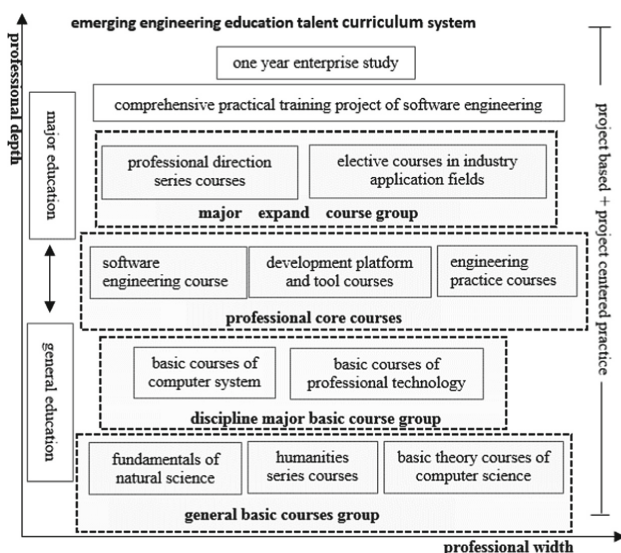 emerging engineering education talent curriculum system
professional depth
one year enterprise study
comprehensive practical training project of software engineering
major education
professional direction
series courses
elective courses in industry
application fields
major expand course group
software
engineering course
development platform
and tool courses
engineering
practice courses
professional core courses
general education
basic courses of
computer system
basic courses of
professional technology
discipline major basic course group
fundamentals of
natural science
humanities
series courses
basic theory courses of
computer science
general basic courses group
project based + project centered practice
professional width